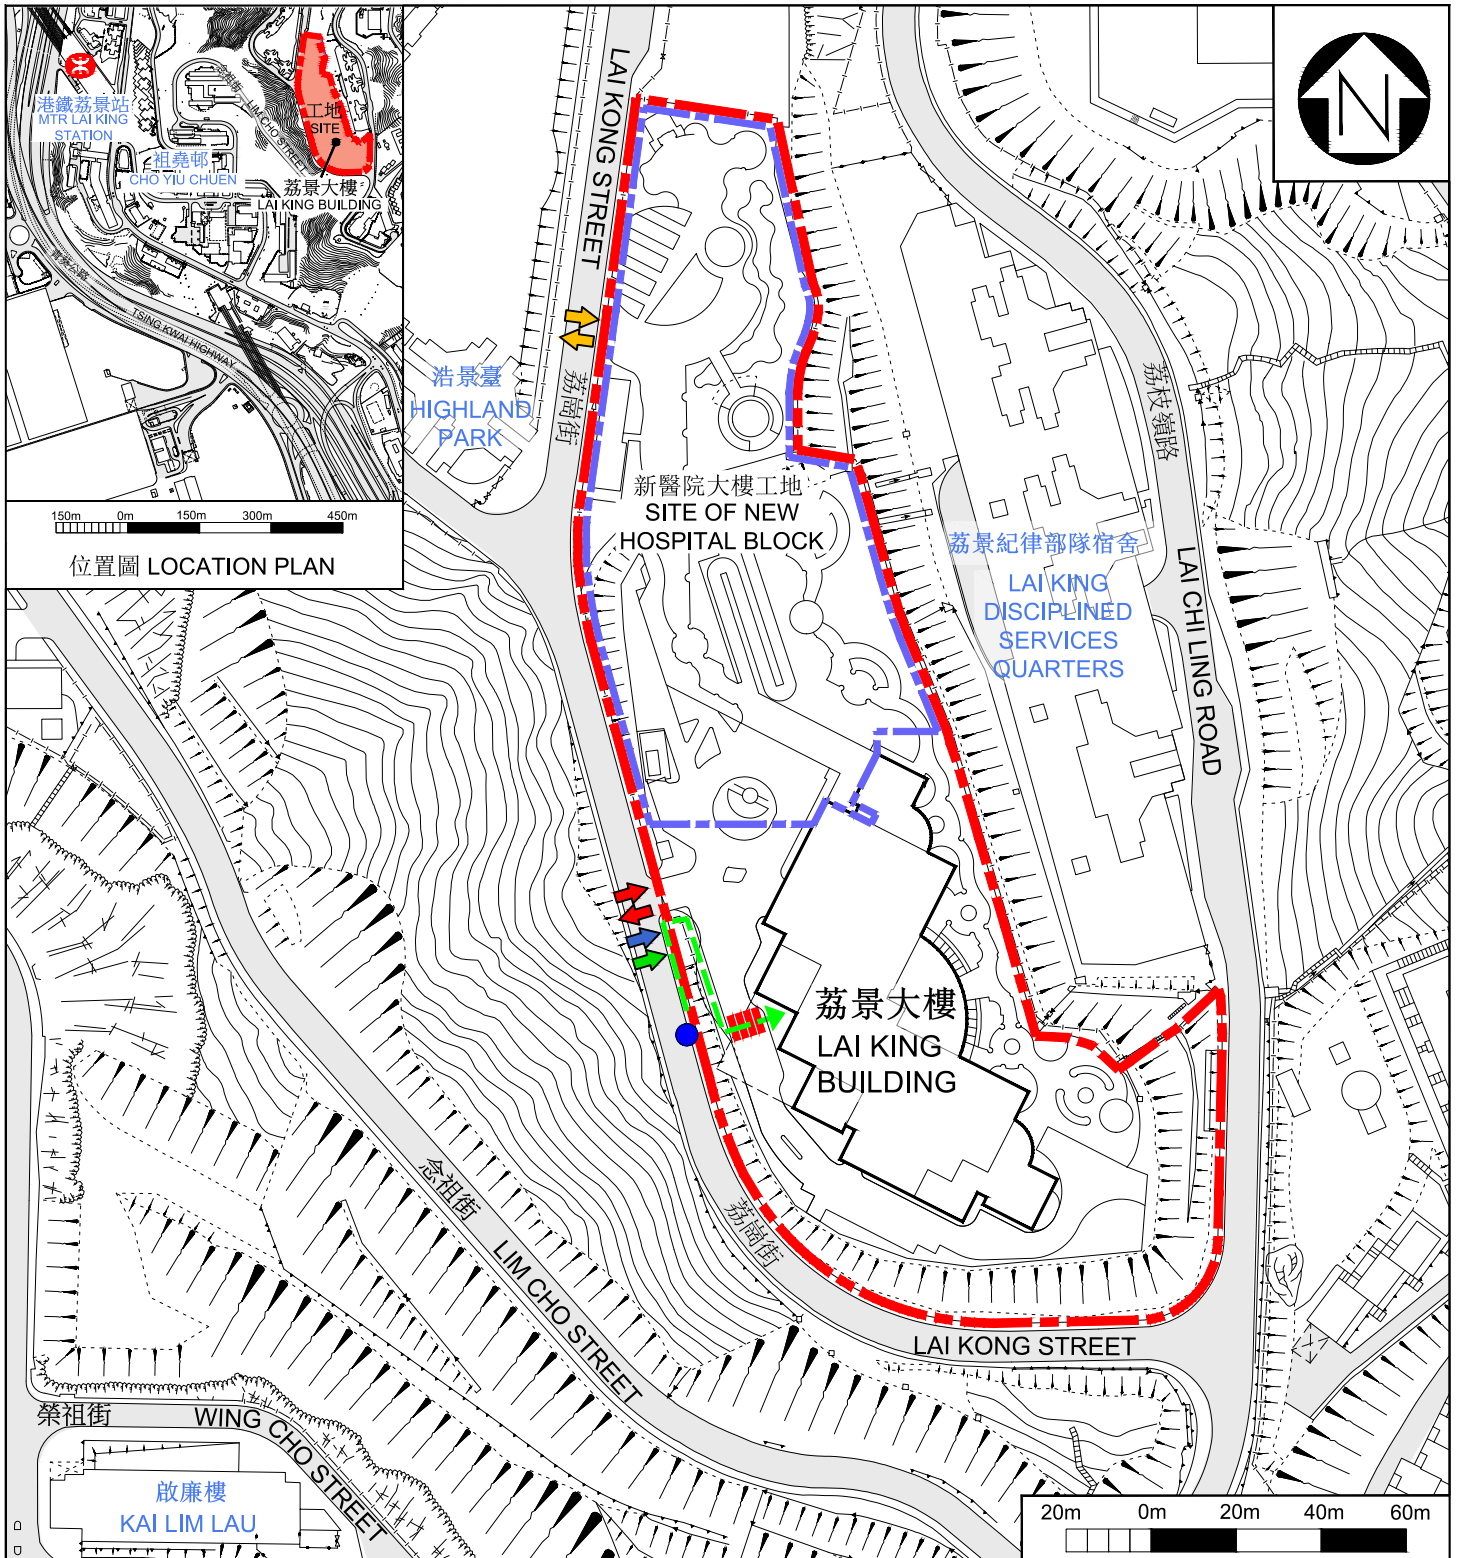 港鐵荔景站
MTR LAI KING
STATION
祖堯邨
CHO YIU CHUEN
LIM CHO STREET
工地
SITE
荔景大樓
LAI KING BUILDING
TSING KWAI HIGHWAY
150m 0m 150m 300m 450m
位置圖 LOCATION PLAN
N
LAI KONG STREET
荔崗街
浩景臺
HIGHLAND
PARK
新醫院大樓工地
SITE OF NEW
HOSPITAL BLOCK
荔枝嶺路
LAI CHI LING ROAD
荔景紀律部隊宿舍
LAI KING
DISCIPLINED
SERVICES
QUARTERS
荔景大樓
LAI KING
BUILDING
荔崗街
LAI KONG STREET
念祖街
LIM CHO STREET
榮祖街
WING CHO STREET
啟廉樓
KAI LIM LAU
20m 0m 20m 40m 60m